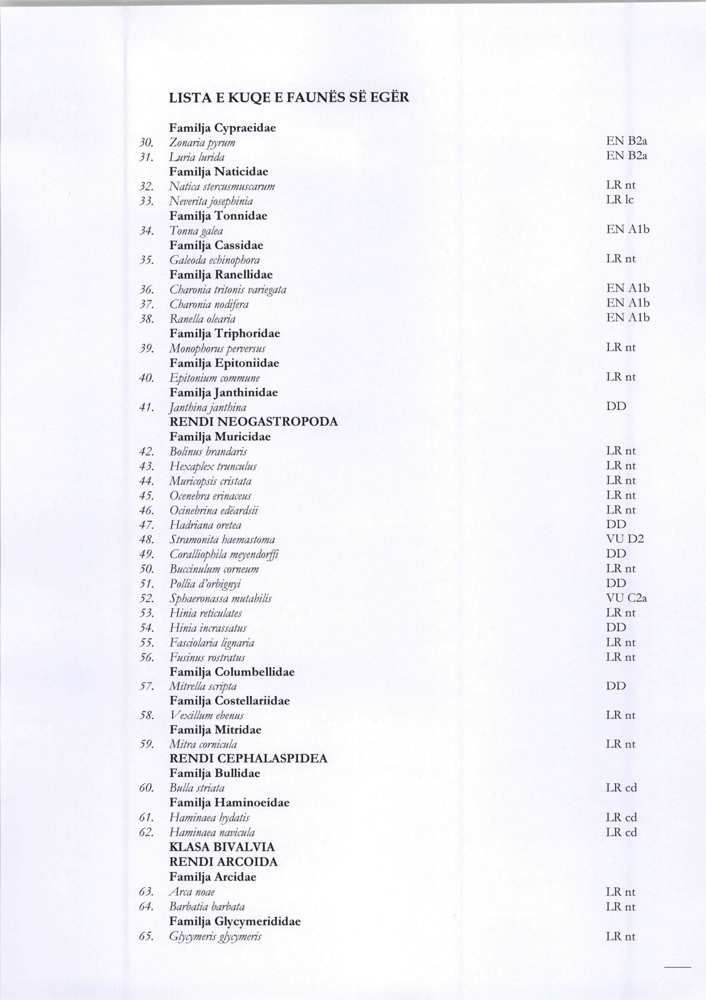 LISTA E KUQE E FAUNËS SË EGËR
Familja Cypraeidae
30. Zonaria pyrum EN B2a
31. Luria lurida EN B2a
Familja Naticidae
32. Natica stercusmuscarum LR nt
33. Neverita josephinia LR lc
Familja Tonnidae
34. Tonna galea EN A1b
Familja Cassidae
35. Galeoda echinophora LR nt
Familja Ranellidae
36. Charonia tritonis variegata EN A1b
37. Charonia nodifera EN A1b
38. Ranella olearia EN A1b
Familja Triphoridae
39. Monophorus perversus LR nt
Familja Epitoniidae
40. Epitonium commune LR nt
Familja Janthinidae
41. Janthina janthina DD
RENDI NEOGASTROPODA
Familja Muricidae
42. Bolinus brandaris LR nt
43. Hexaplex trunculus LR nt
44. Muricopsis cristata LR nt
45. Ocenebra erinaceus LR nt
46. Ocinebrina edëardsii LR nt
47. Hadriana oretea DD
48. Stramonita haemastoma VU D2
49. Coralliophila meyendorffi DD
50. Buccinulum corneum LR nt
51. Pollia d’orbignyi DD
52. Sphaeronassa mutabilis VU C2a
53. Hinia reticulates LR nt
54. Hinia incrassatus DD
55. Fasciolaria lignaria LR nt
56. Fusinus rostratus LR nt
Familja Columbellidae
57. Mitrella scripta DD
Familja Costellariidae
58. Vexillum ebenus LR nt
Familja Mitridae
59. Mitra cornicula LR nt
RENDI CEPHALASPIDEA
Familja Bullidae
60. Bulla striata LR cd
Familja Haminoeidae
61. Haminaea hydatis LR cd
62. Haminaea navicula LR cd
KLASA BIVALVIA
RENDI ARCOIDA
Familja Arcidae
63. Arca noae LR nt
64. Barbatia barbata LR nt
Familja Glycymerididae
65. Glycymeris glycymeris LR nt